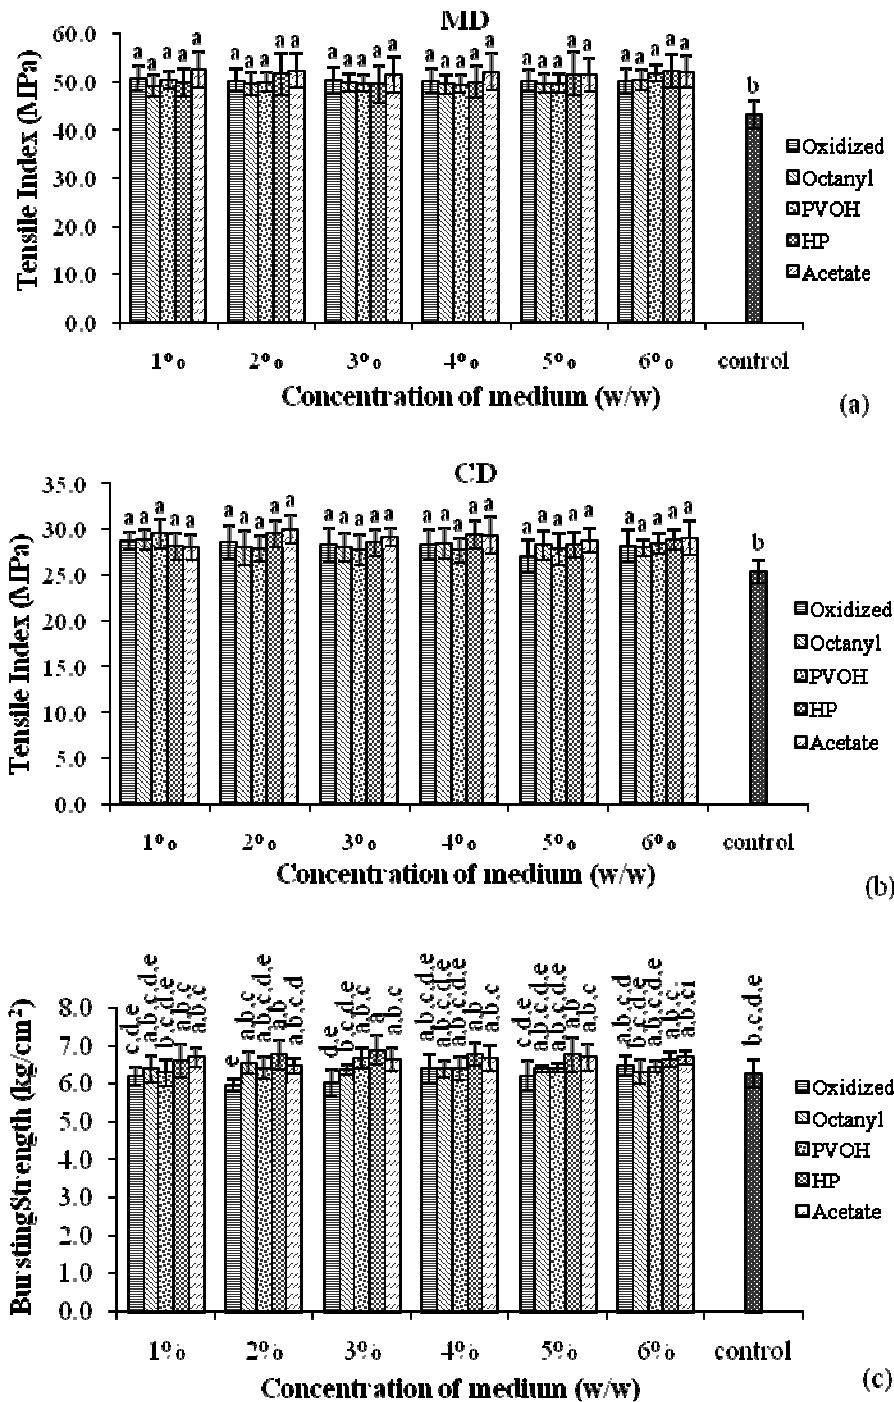 MD
Tensile Index (MPa)
60.0
50.0
40.0
30.0
20.0
10.0
0.0
a a a a a a a a a a a a a a a a a a a a a a a a a a a a a a b
Oxidized
Octanyl
PVOH
HP
Acetate
1% 2% 3% 4% 5% 6% control
Concentration of medium (w/w)
(a)
CD
Tensile Index (MPa)
35.0
30.0
25.0
20.0
15.0
10.0
5.0
0.0
a a a a a a a a a a a a a a a a a a a a a a a a a a a a a a b
Oxidized
Octanyl
PVOH
HP
Acetate
1% 2% 3% 4% 5% 6% control
Concentration of medium (w/w)
(b)
BurstingStrength (kg/cm²)
8.0
7.0
6.0
5.0
4.0
3.0
2.0
1.0
0.0
c,d,e a,b,c,d,e b,c,d,e a,b,c a,b,c
e a,b,c a,b,c,d,e a,b a,b,c,d
d,e b,c,d,e a,b,c a a,b,c
a,b,c,d,e a,b,c,d,e a,b,c,d,e a,b a,b,c
c,d,e a,b,c,d,e a,b,c,d,e a,b a,b,c
a,b,c,d b,c,d,e a,b,c,d,e a,b,c a,b,ci
b,c,d,e
Oxidized
Octanyl
PVOH
HP
Acetate
1% 2% 3% 4% 5% 6% control
Concentration of medium (w/w)
(c)